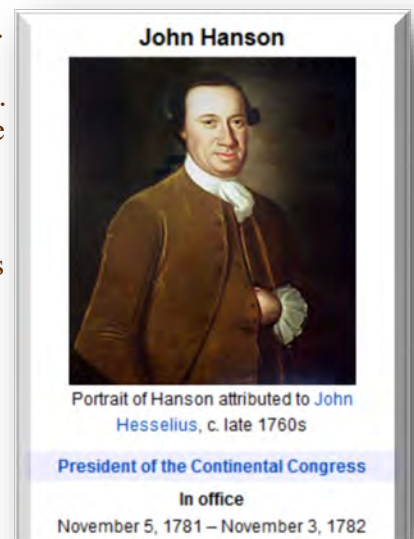 John Hanson
Portrait of Hanson attributed to John
Hesselius, c. late 1760s
President of the Continental Congress
In office
November 5, 1781 – November 3, 1782